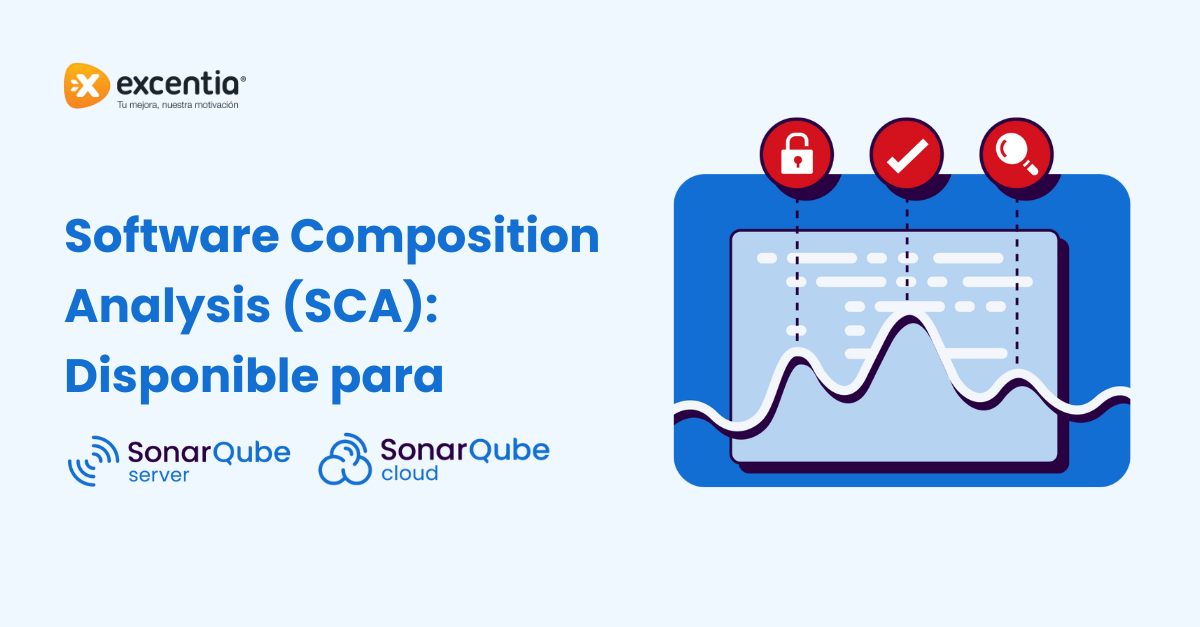 excentia®
Tu mejora, nuestra motivación
Software Composition
Analysis (SCA):
Disponible para
SonarQube
server
SonarQube
cloud